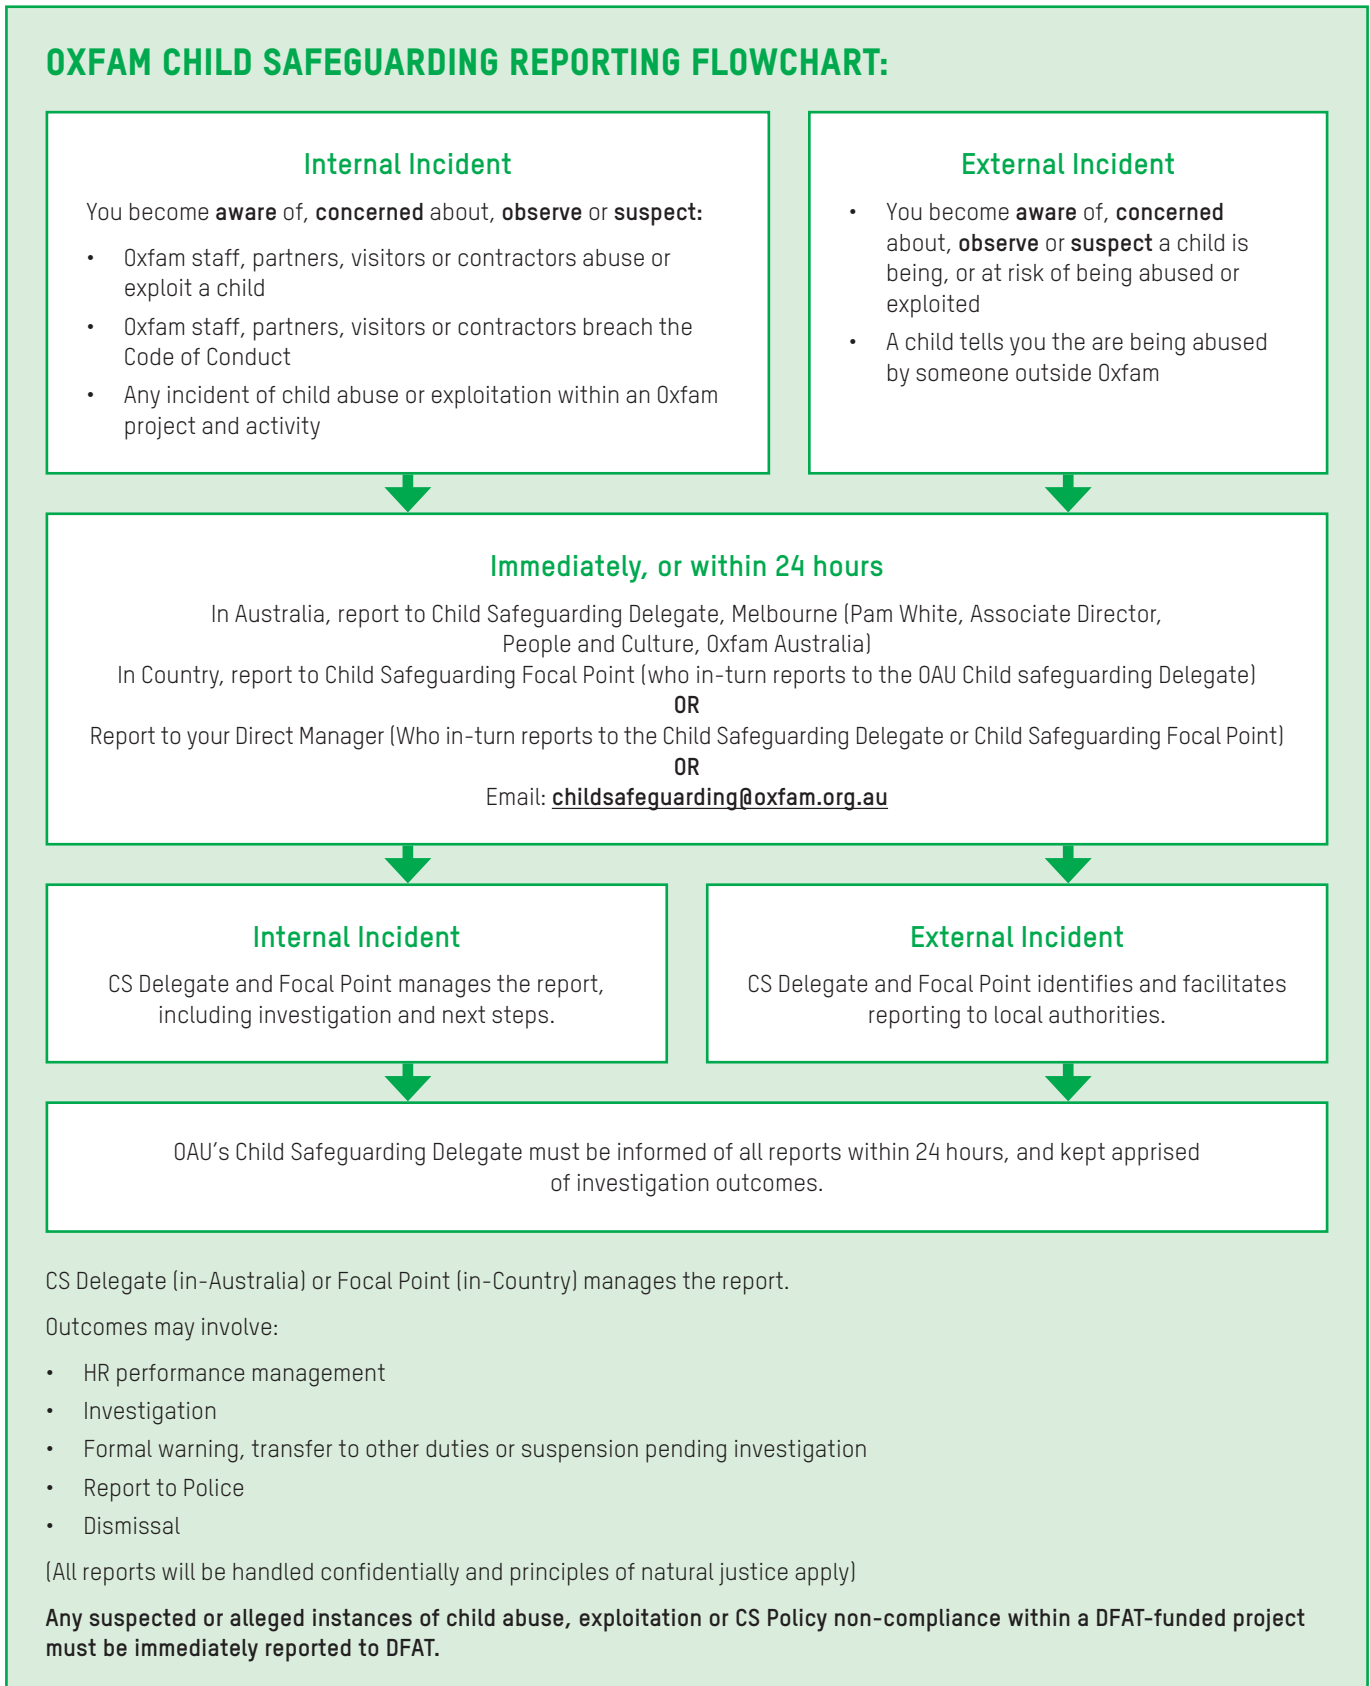 OXFAM CHILD SAFEGUARDING REPORTING FLOWCHART:
Internal Incident
You become aware of, concerned about, observe or suspect:
• Oxfam staff, partners, visitors or contractors abuse or
exploit a child
• Oxfam staff, partners, visitors or contractors breach the
Code of Conduct
• Any incident of child abuse or exploitation within an Oxfam
project and activity
External Incident
• You become aware of, concerned
about, observe or suspect a child is
being, or at risk of being abused or
exploited
• A child tells you the are being abused
by someone outside Oxfam
Immediately, or within 24 hours
In Australia, report to Child Safeguarding Delegate, Melbourne (Pam White, Associate Director,
People and Culture, Oxfam Australia)
In Country, report to Child Safeguarding Focal Point (who in-turn reports to the OAU Child safeguarding Delegate)
OR
Report to your Direct Manager (Who in-turn reports to the Child Safeguarding Delegate or Child Safeguarding Focal Point)
OR
Email: childsafeguarding@oxfam.org.au
Internal Incident
CS Delegate and Focal Point manages the report,
including investigation and next steps.
External Incident
CS Delegate and Focal Point identifies and facilitates
reporting to local authorities.
OAU's Child Safeguarding Delegate must be informed of all reports within 24 hours, and kept apprised
of investigation outcomes.
CS Delegate (in-Australia) or Focal Point (in-Country) manages the report.
Outcomes may involve:
• HR performance management
• Investigation
• Formal warning, transfer to other duties or suspension pending investigation
• Report to Police
• Dismissal
(All reports will be handled confidentially and principles of natural justice apply)
Any suspected or alleged instances of child abuse, exploitation or CS Policy non-compliance within a DFAT-funded project
must be immediately reported to DFAT.